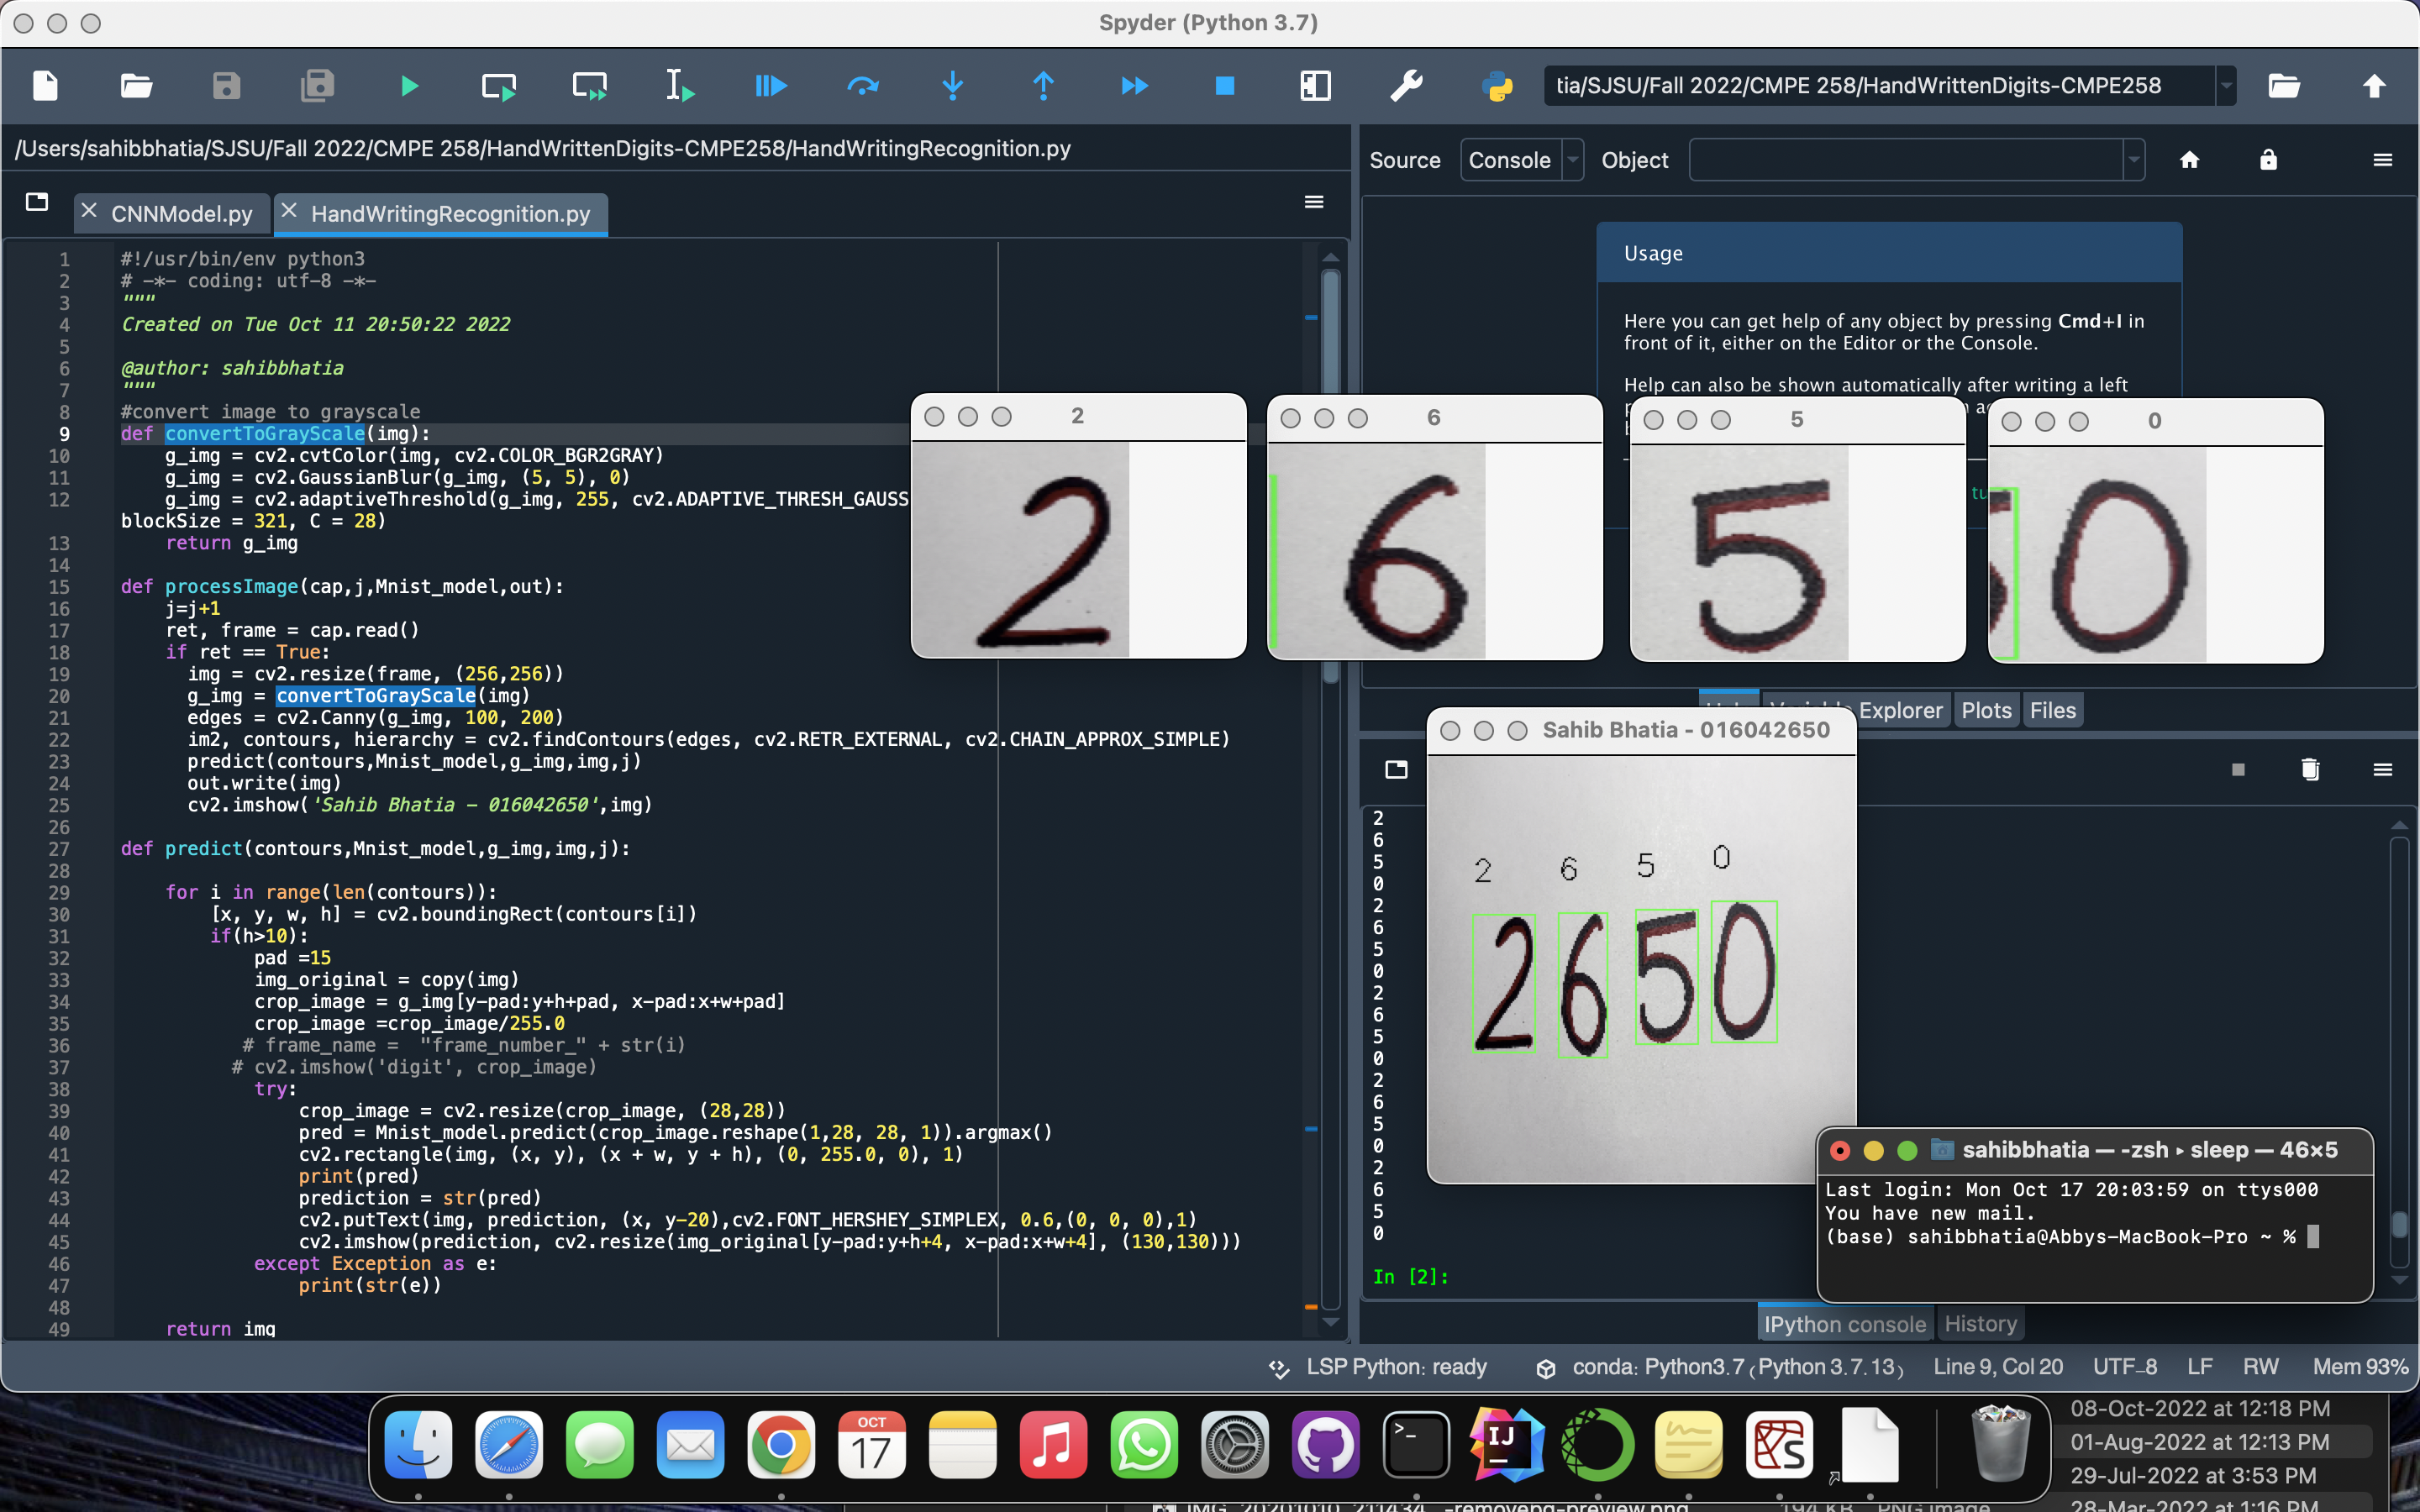 Spyder (Python 3.7)
tia/SJSU/Fall 2022/CMPE 258/HandWrittenDigits-CMPE258
/Users/sahibbhatia/SJSU/Fall 2022/CMPE 258/HandWrittenDigits-CMPE258/HandWritingRecognition.py
CNNModel.py
HandWritingRecognition.py
1 #!/usr/bin/env python3
2 # -*- coding: utf-8 -*-
3 """
4 Created on Tue Oct 11 20:50:22 2022
5
6 @author: sahibbhatia
7 """
8 #convert image to grayscale
9 def convertToGrayScale(img):
10 g_img = cv2.cvtColor(img, cv2.COLOR_BGR2GRAY)
11 g_img = cv2.GaussianBlur(g_img, (5, 5), 0)
12 g_img = cv2.adaptiveThreshold(g_img, 255, cv2.ADAPTIVE_THRESH_GAUSS
blockSize = 321, C = 28)
13 return g_img
14
15 def processImage(cap,j,Mnist_model,out):
16 j=j+1
17 ret, frame = cap.read()
18 if ret == True:
19 img = cv2.resize(frame, (256,256))
20 g_img = convertToGrayScale(img)
21 edges = cv2.Canny(g_img, 100, 200)
22 im2, contours, hierarchy = cv2.findContours(edges, cv2.RETR_EXTERNAL, cv2.CHAIN_APPROX_SIMPLE)
23 predict(contours,Mnist_model,g_img,img,j)
24 out.write(img)
25 cv2.imshow('Sahib Bhatia - 016042650',img)
26
27 def predict(contours,Mnist_model,g_img,img,j):
28
29 for i in range(len(contours)):
30 [x, y, w, h] = cv2.boundingRect(contours[i])
31 if(h>10):
32 pad =15
33 img_original = copy(img)
34 crop_image = g_img[y-pad:y+h+pad, x-pad:x+w+pad]
35 crop_image =crop_image/255.0
36 # frame_name = "frame_number_" + str(i)
37 # cv2.imshow('digit', crop_image)
38 try:
39 crop_image = cv2.resize(crop_image, (28,28))
40 pred = Mnist_model.predict(crop_image.reshape(1,28, 28, 1)).argmax()
41 cv2.rectangle(img, (x, y), (x + w, y + h), (0, 255.0, 0), 1)
42 print(pred)
43 prediction = str(pred)
44 cv2.putText(img, prediction, (x, y-20),cv2.FONT_HERSHEY_SIMPLEX, 0.6,(0, 0, 0),1)
45 cv2.imshow(prediction, cv2.resize(img_original[y-pad:y+h+4, x-pad:x+w+4], (130,130)))
46 except Exception as e:
47 print(str(e))
48
49 return img
Source Console Object
Usage
Here you can get help of any object by pressing Cmd+I in
front of it, either on the Editor or the Console.
Help can also be shown automatically after writing a left
2 6 5 0
2 6 5 0
Explorer Plots Files
Sahib Bhatia - 016042650
2 6 5 0
2650
2
6
5
0
2
6
5
0
2
6
5
0
2
6
5
0
2
6
5
0
In [2]:
sahibbhatia — -zsh ▸ sleep — 46×5
Last login: Mon Oct 17 20:03:59 on ttys000
You have new mail.
(base) sahibbhatia@Abbys-MacBook-Pro ~ %
IPython console History
LSP Python: ready conda: Python3.7 (Python 3.7.13) Line 9, Col 20 UTF-8 LF RW Mem 93%
OCT
17
IJ
08-Oct-2022 at 12:18 PM
01-Aug-2022 at 12:13 PM
29-Jul-2022 at 3:53 PM
28-Mar-2022 at 1:16 PM